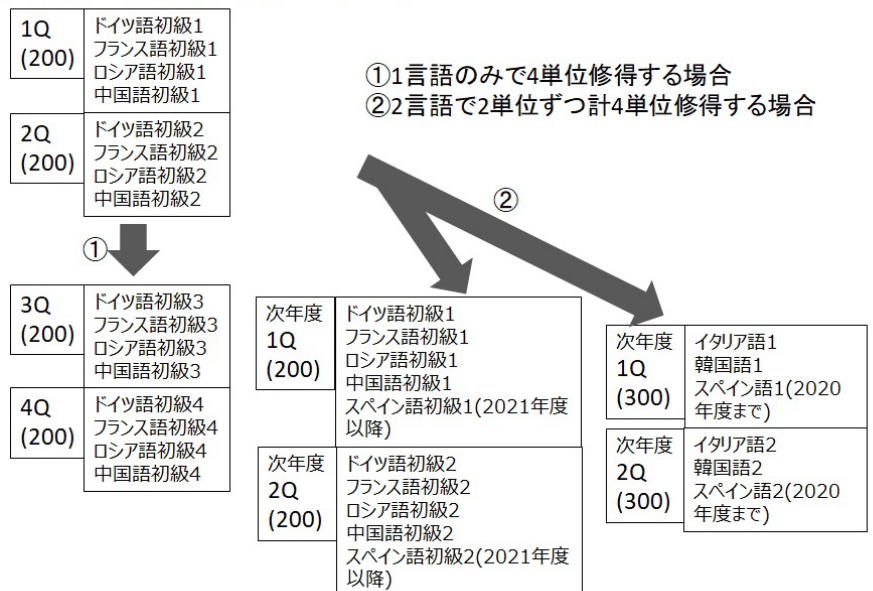 1Q
(200)
ドイツ語初級1
フランス語初級1
ロシア語初級1
中国語初級1
2Q
(200)
ドイツ語初級2
フランス語初級2
ロシア語初級2
中国語初級2
①1言語のみで4単位修得する場合
②2言語で2単位ずつ計4単位修得する場合
①
②
3Q
(200)
ドイツ語初級3
フランス語初級3
ロシア語初級3
中国語初級3
4Q
(200)
ドイツ語初級4
フランス語初級4
ロシア語初級4
中国語初級4
次年度
1Q
(200)
ドイツ語初級1
フランス語初級1
ロシア語初級1
中国語初級1
スペイン語初級1(2021年度
以降)
次年度
2Q
(200)
ドイツ語初級2
フランス語初級2
ロシア語初級2
中国語初級2
スペイン語初級2(2021年度
以降)
次年度
1Q
(300)
イタリア語1
韓国語1
スペイン語1(2020
年度まで)
次年度
2Q
(300)
イタリア語2
韓国語2
スペイン語2(2020
年度まで)